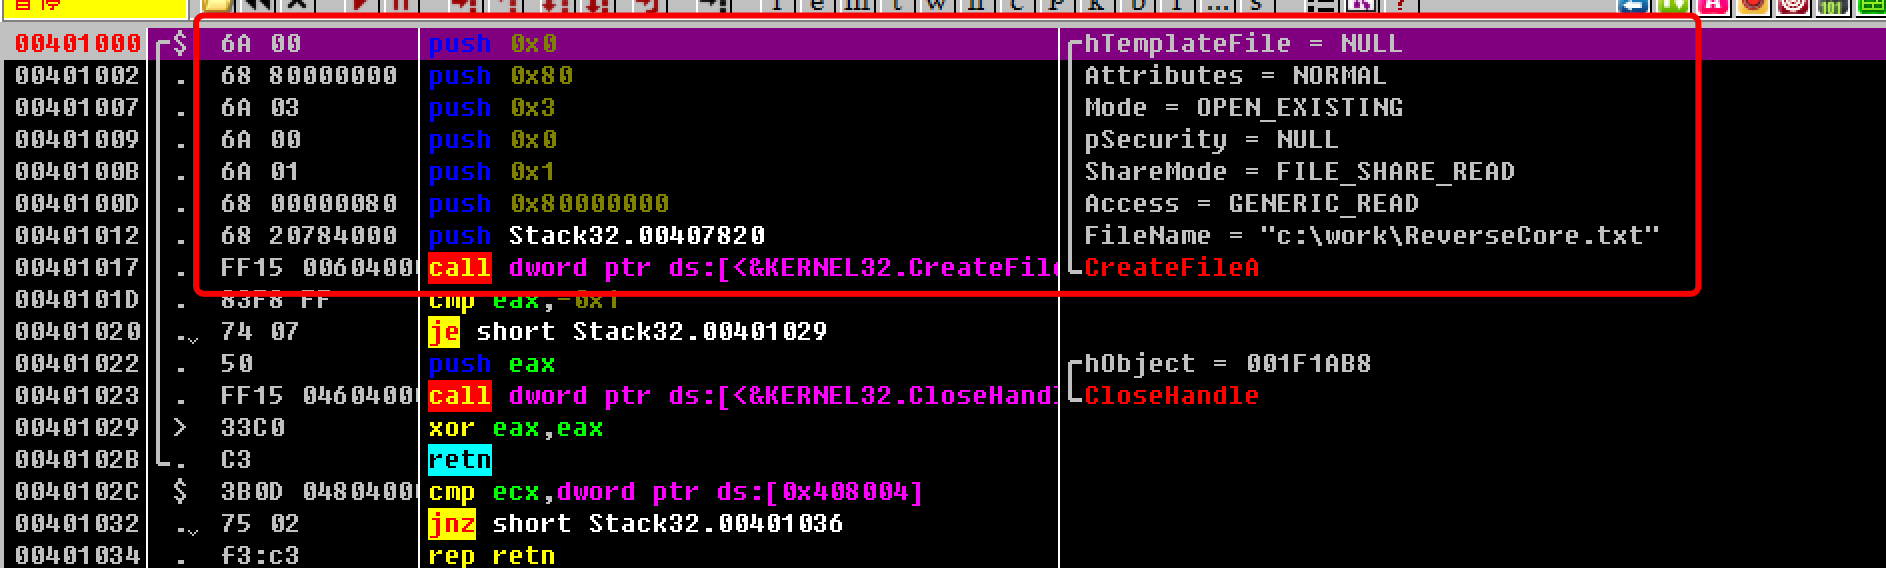 暂停
l e m t w h c P k b r ... s ?
00401000 $ 6A 00 push 0x0 hTemplateFile = NULL
00401002 . 68 80000000 push 0x80 Attributes = NORMAL
00401007 . 6A 03 push 0x3 Mode = OPEN_EXISTING
00401009 . 6A 00 push 0x0 pSecurity = NULL
0040100B . 6A 01 push 0x1 ShareMode = FILE_SHARE_READ
0040100D . 68 00000080 push 0x80000000 Access = GENERIC_READ
00401012 . 68 20784000 push Stack32.00407820 FileName = "c:\work\ReverseCore.txt"
00401017 . FF15 00604000 call dword ptr ds:[<&KERNEL32.CreateFile CreateFileA
0040101D . 83F8 FF cmp eax,-0x1
00401020 . 74 07 je short Stack32.00401029
00401022 . 50 push eax hObject = 001F1AB8
00401023 . FF15 04604000 call dword ptr ds:[<&KERNEL32.CloseHandl CloseHandle
00401029 > 33C0 xor eax,eax
0040102B . C3 retn
0040102C $ 3B0D 04804000 cmp ecx,dword ptr ds:[0x408004]
00401032 . 75 02 jnz short Stack32.00401036
00401034 . f3:c3 rep retn